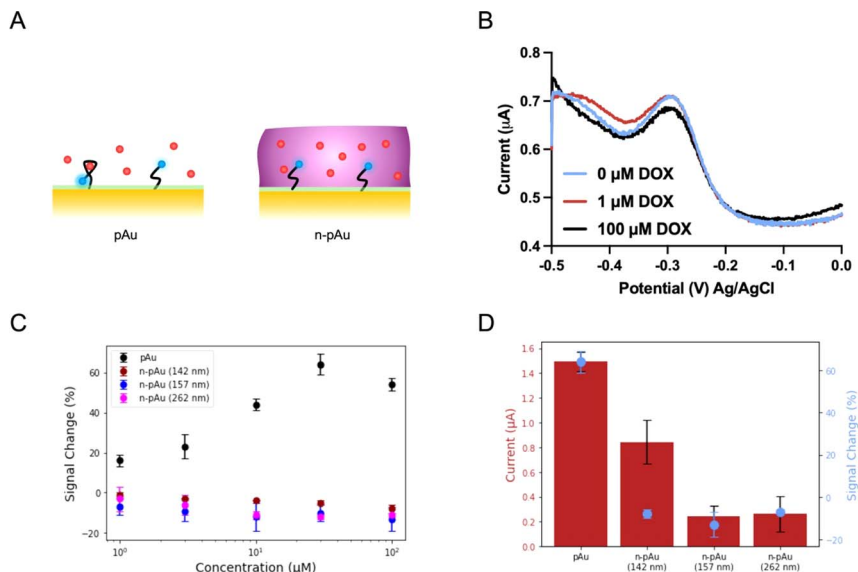 A
pAu
n-pAu
B
0.8
0.7
0.6
0.5
0.4
Current (µA)
0 µM DOX
1 µM DOX
100 µM DOX
-0.5
-0.4
-0.3
-0.2
-0.1
0.0
Potential (V) Ag/AgCl
C
pAu
n-pAu (142 nm)
n-pAu (157 nm)
n-pAu (262 nm)
60
40
20
0
−20
Signal Change (%)
10⁰
10¹
10²
Concentration (µM)
D
1.6
1.4
1.2
1.0
0.8
0.6
0.4
0.2
0.0
Current (µA)
60
40
20
0
−20
Signal Change (%)
pAu
n-pAu
(142 nm)
n-pAu
(157 nm)
n-pAu
(262 nm)